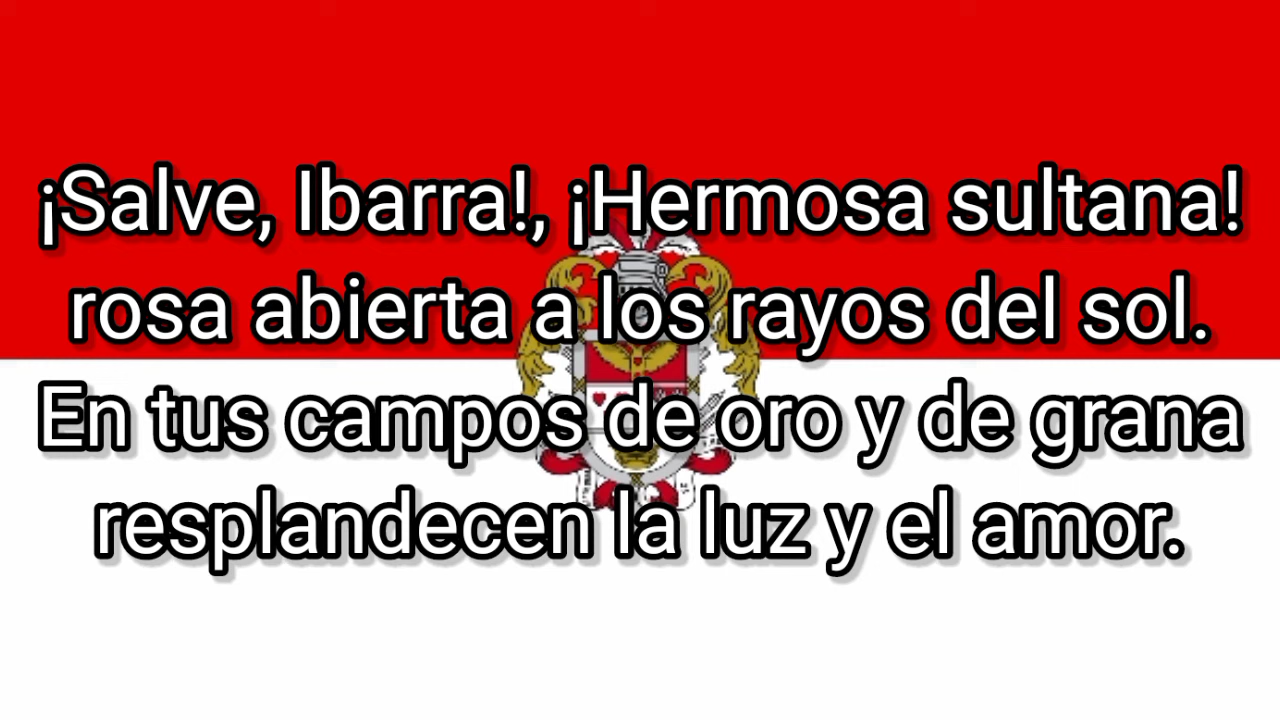 ¡Salve, Ibarra!, ¡Hermosa sultana!
rosa abierta a los rayos del sol.
En tus campos de oro y de grana
resplandecen la luz y el amor.